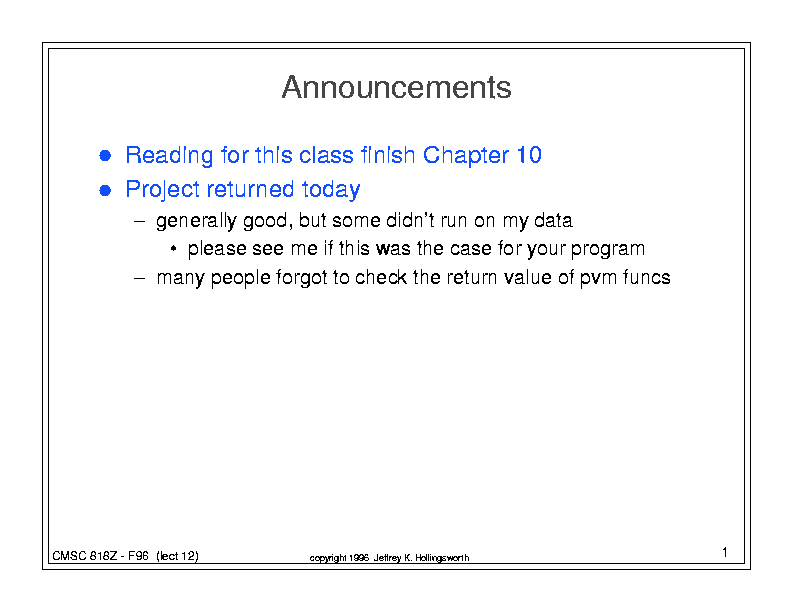 Announcements
● Reading for this class finish Chapter 10
● Project returned today
– generally good, but some didn’t run on my data
• please see me if this was the case for your program
– many people forgot to check the return value of pvm funcs
CMSC 818Z - F96 (lect 12)
copyright 1996 Jeffrey K. Hollingsworth
1